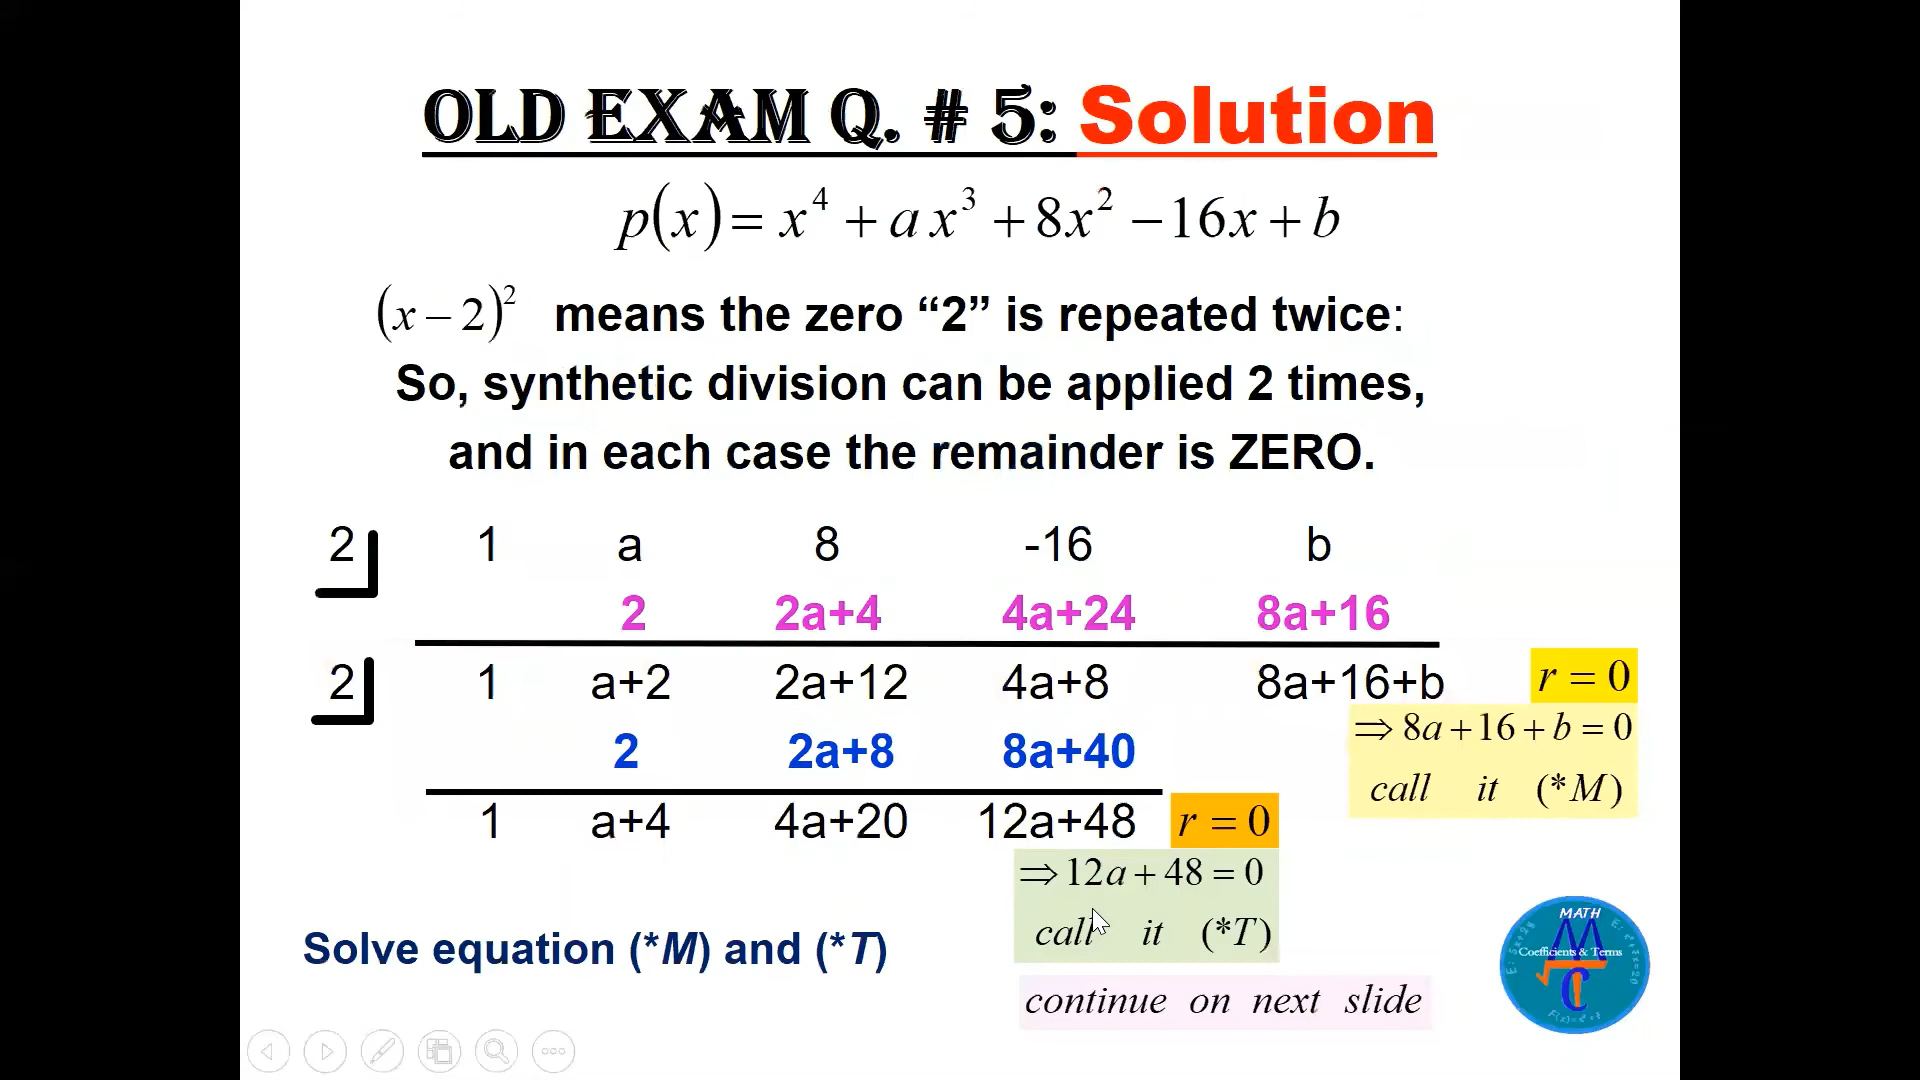 OLD EXAM Q. # 5: Solution
p(x) = x⁴ + a x³ + 8x² − 16x + b
(x − 2)² means the zero “2” is repeated twice:
So, synthetic division can be applied 2 times,
and in each case the remainder is ZERO.
2 1 a 8 -16 b
2 2a+4 4a+24 8a+16
2 1 a+2 2a+12 4a+8 8a+16+b r = 0
⇒ 8a + 16 + b = 0
2 2a+8 8a+40
call it (*M)
1 a+4 4a+20 12a+48 r = 0
⇒ 12a + 48 = 0
call it (*T)
Solve equation (*M) and (*T)
continue on next slide
MATH
Coefficients & Terms